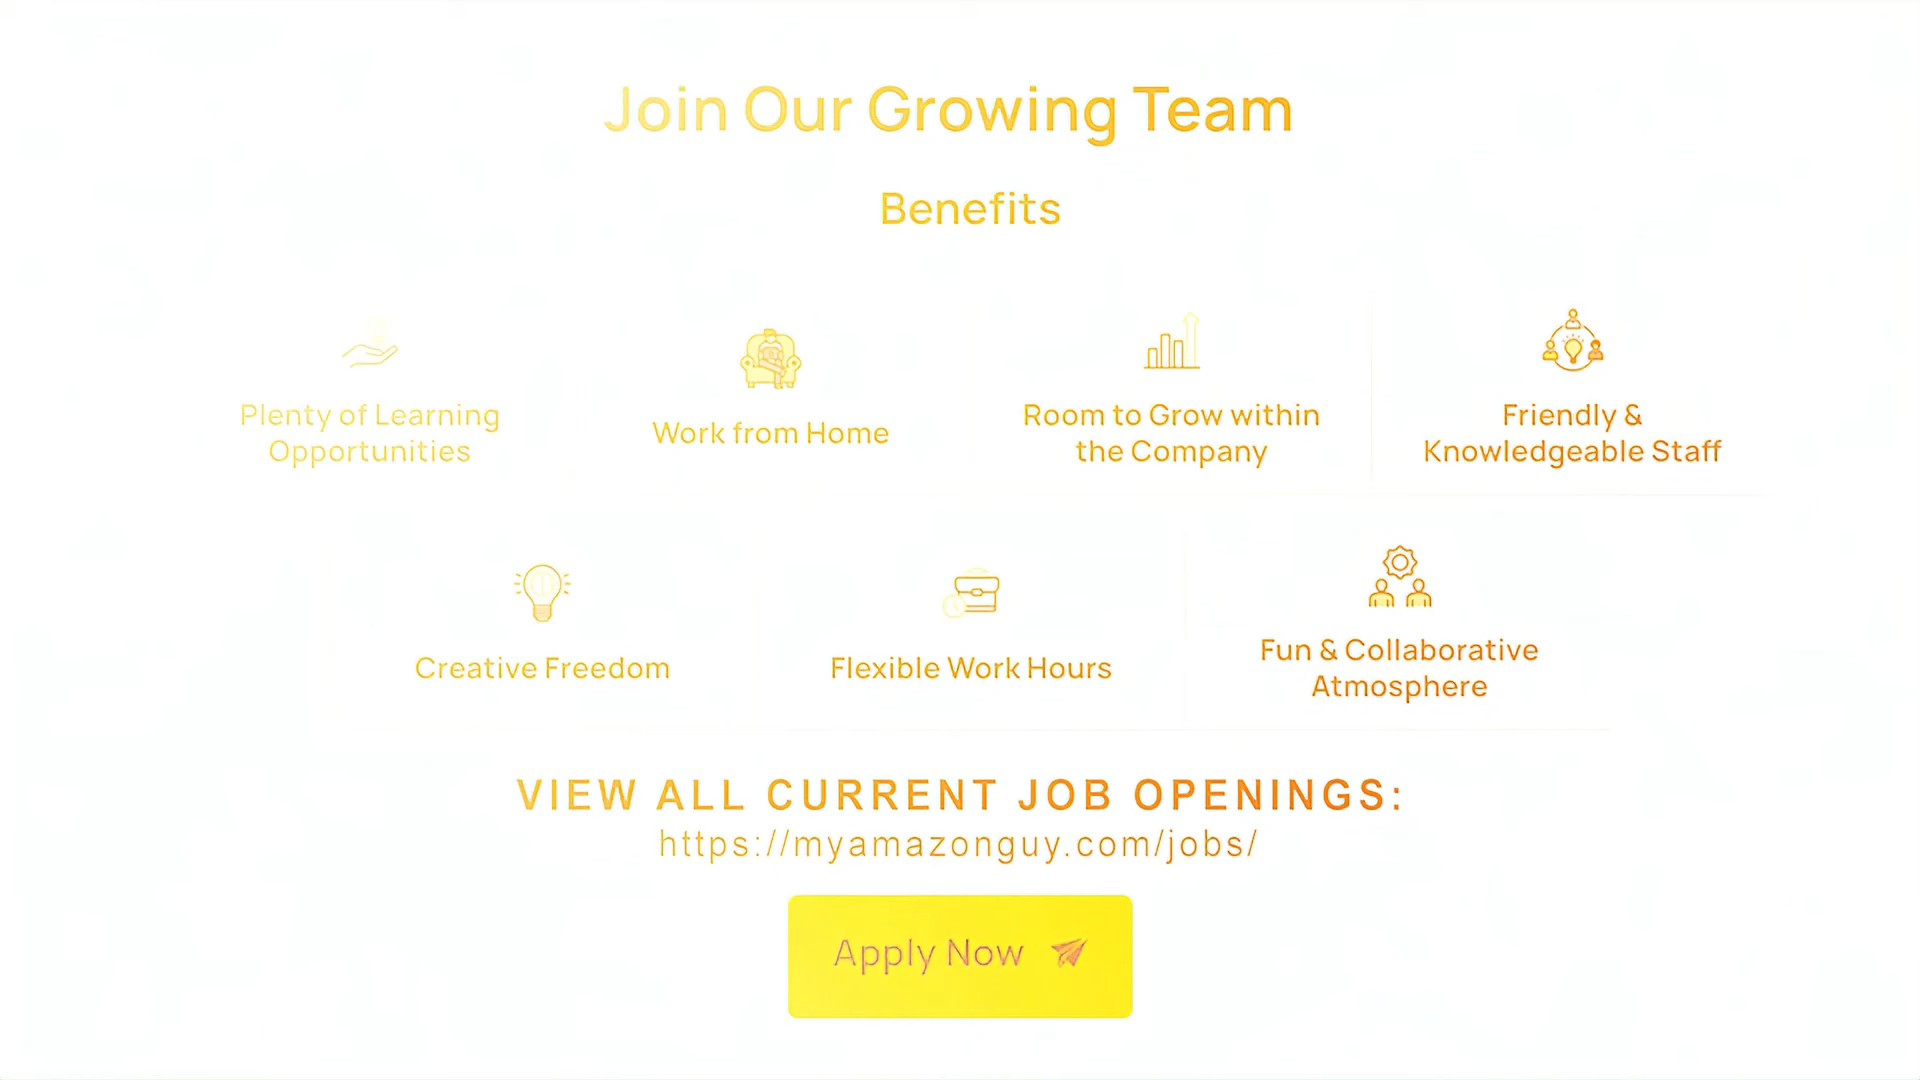 Join Our Growing Team
Benefits
Plenty of Learning
Opportunities
Work from Home
Room to Grow within
the Company
Friendly &
Knowledgeable Staff
Creative Freedom
Flexible Work Hours
Fun & Collaborative
Atmosphere
VIEW ALL CURRENT JOB OPENINGS:
https://myamazonguy.com/jobs/
Apply Now